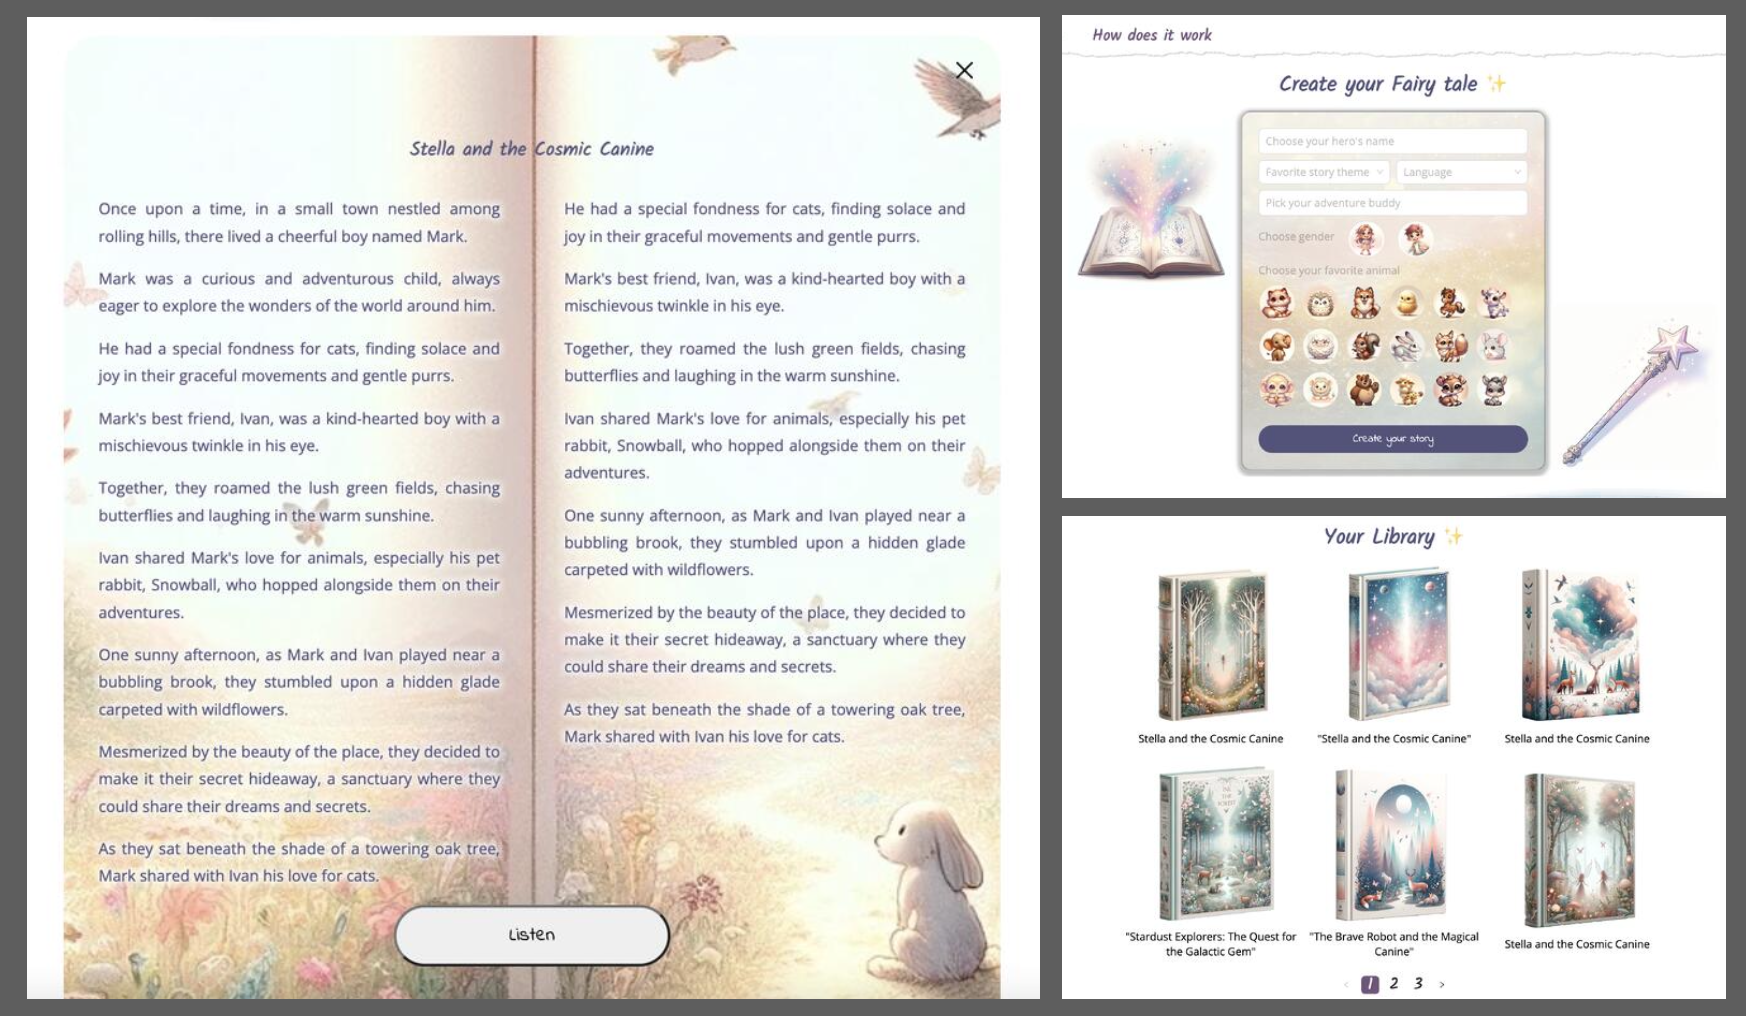 Stella and the Cosmic Canine
Once upon a time, in a small town nestled among
rolling hills, there lived a cheerful boy named Mark.
Mark was a curious and adventurous child, always
eager to explore the wonders of the world around him.
He had a special fondness for cats, finding solace and
joy in their graceful movements and gentle purrs.
Mark's best friend, Ivan, was a kind-hearted boy with a
mischievous twinkle in his eye.
Together, they roamed the lush green fields, chasing
butterflies and laughing in the warm sunshine.
Ivan shared Mark's love for animals, especially his pet
rabbit, Snowball, who hopped alongside them on their
adventures.
One sunny afternoon, as Mark and Ivan played near a
bubbling brook, they stumbled upon a hidden glade
carpeted with wildflowers.
Mesmerized by the beauty of the place, they decided to
make it their secret hideaway, a sanctuary where they
could share their dreams and secrets.
As they sat beneath the shade of a towering oak tree,
Mark shared with Ivan his love for cats.
He had a special fondness for cats, finding solace and
joy in their graceful movements and gentle purrs.
Mark's best friend, Ivan, was a kind-hearted boy with a
mischievous twinkle in his eye.
Together, they roamed the lush green fields, chasing
butterflies and laughing in the warm sunshine.
Ivan shared Mark's love for animals, especially his pet
rabbit, Snowball, who hopped alongside them on their
adventures.
One sunny afternoon, as Mark and Ivan played near a
bubbling brook, they stumbled upon a hidden glade
carpeted with wildflowers.
Mesmerized by the beauty of the place, they decided to
make it their secret hideaway, a sanctuary where they
could share their dreams and secrets.
As they sat beneath the shade of a towering oak tree,
Mark shared with Ivan his love for cats.
Listen
How does it work
Create your Fairy tale
Choose your hero's name
Favorite story theme
Language
Pick your adventure buddy
Choose gender
Choose your favorite animal
Create your story
Your Library
Stella and the Cosmic Canine
"Stella and the Cosmic Canine"
Stella and the Cosmic Canine
"Stardust Explorers: The Quest for
the Galactic Gem"
"The Brave Robot and the Magical
Canine"
Stella and the Cosmic Canine
< 1 2 3 >